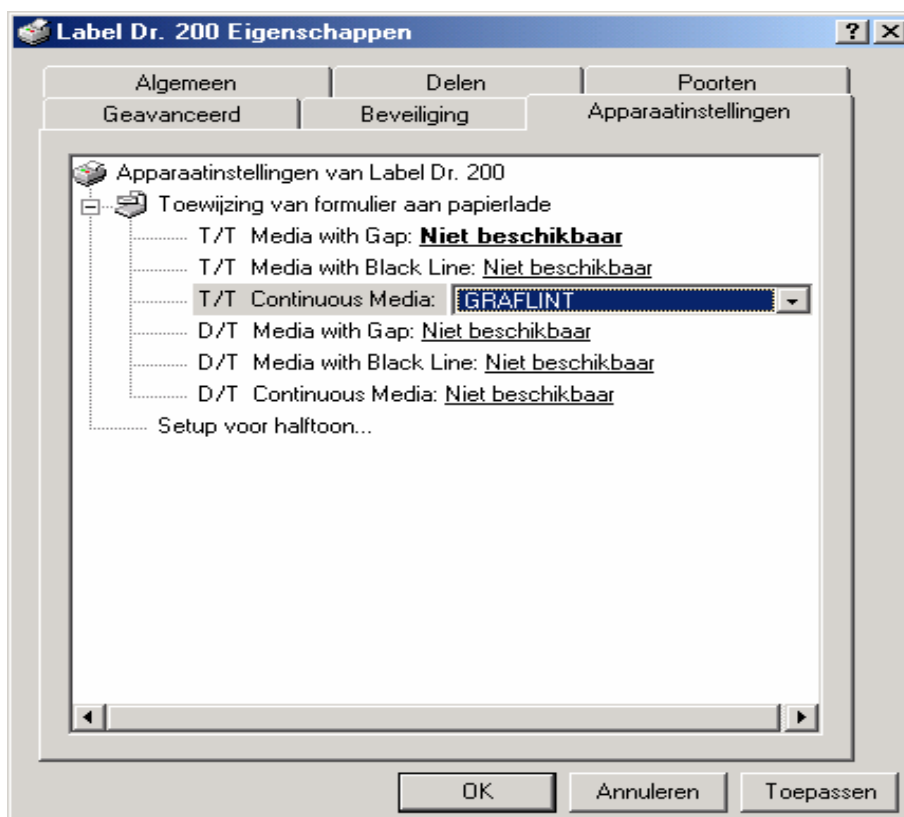 Label Dr. 200 Eigenschappen
Algemeen Delen Poorten
Geavanceerd Beveiliging Apparaatinstellingen
Apparaatinstellingen van Label Dr. 200
Toewijzing van formulier aan papierlade
T/T Media with Gap: Niet beschikbaar
T/T Media with Black Line: Niet beschikbaar
T/T Continuous Media: GRAFLINT
D/T Media with Gap: Niet beschikbaar
D/T Media with Black Line: Niet beschikbaar
D/T Continuous Media: Niet beschikbaar
Setup voor halftoon...
OK Annuleren Toepassen